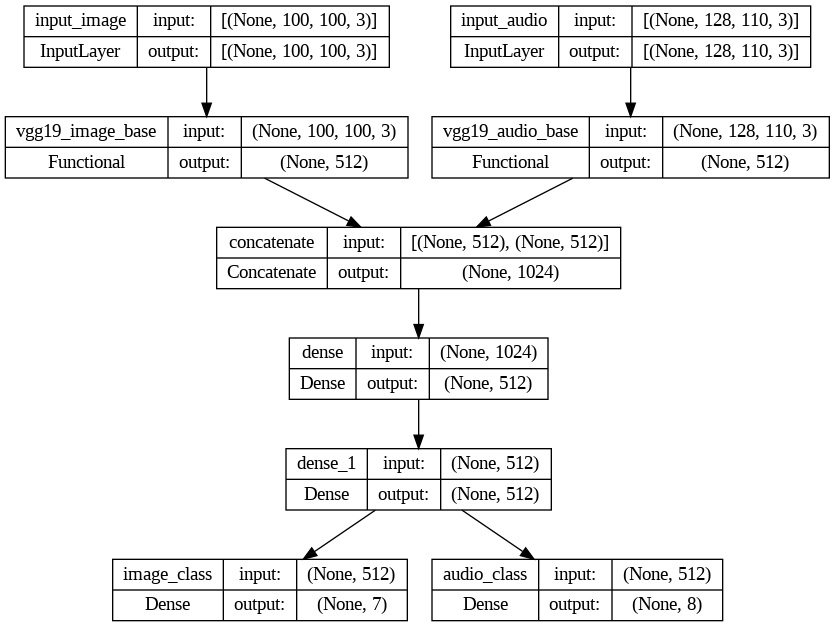 input_image input: [(None, 100, 100, 3)]
InputLayer output: [(None, 100, 100, 3)]
input_audio input: [(None, 128, 110, 3)]
InputLayer output: [(None, 128, 110, 3)]
vgg19_image_base input: (None, 100, 100, 3)
Functional output: (None, 512)
vgg19_audio_base input: (None, 128, 110, 3)
Functional output: (None, 512)
concatenate input: [(None, 512), (None, 512)]
Concatenate output: (None, 1024)
dense input: (None, 1024)
Dense output: (None, 512)
dense_1 input: (None, 512)
Dense output: (None, 512)
image_class input: (None, 512)
Dense output: (None, 7)
audio_class input: (None, 512)
Dense output: (None, 8)